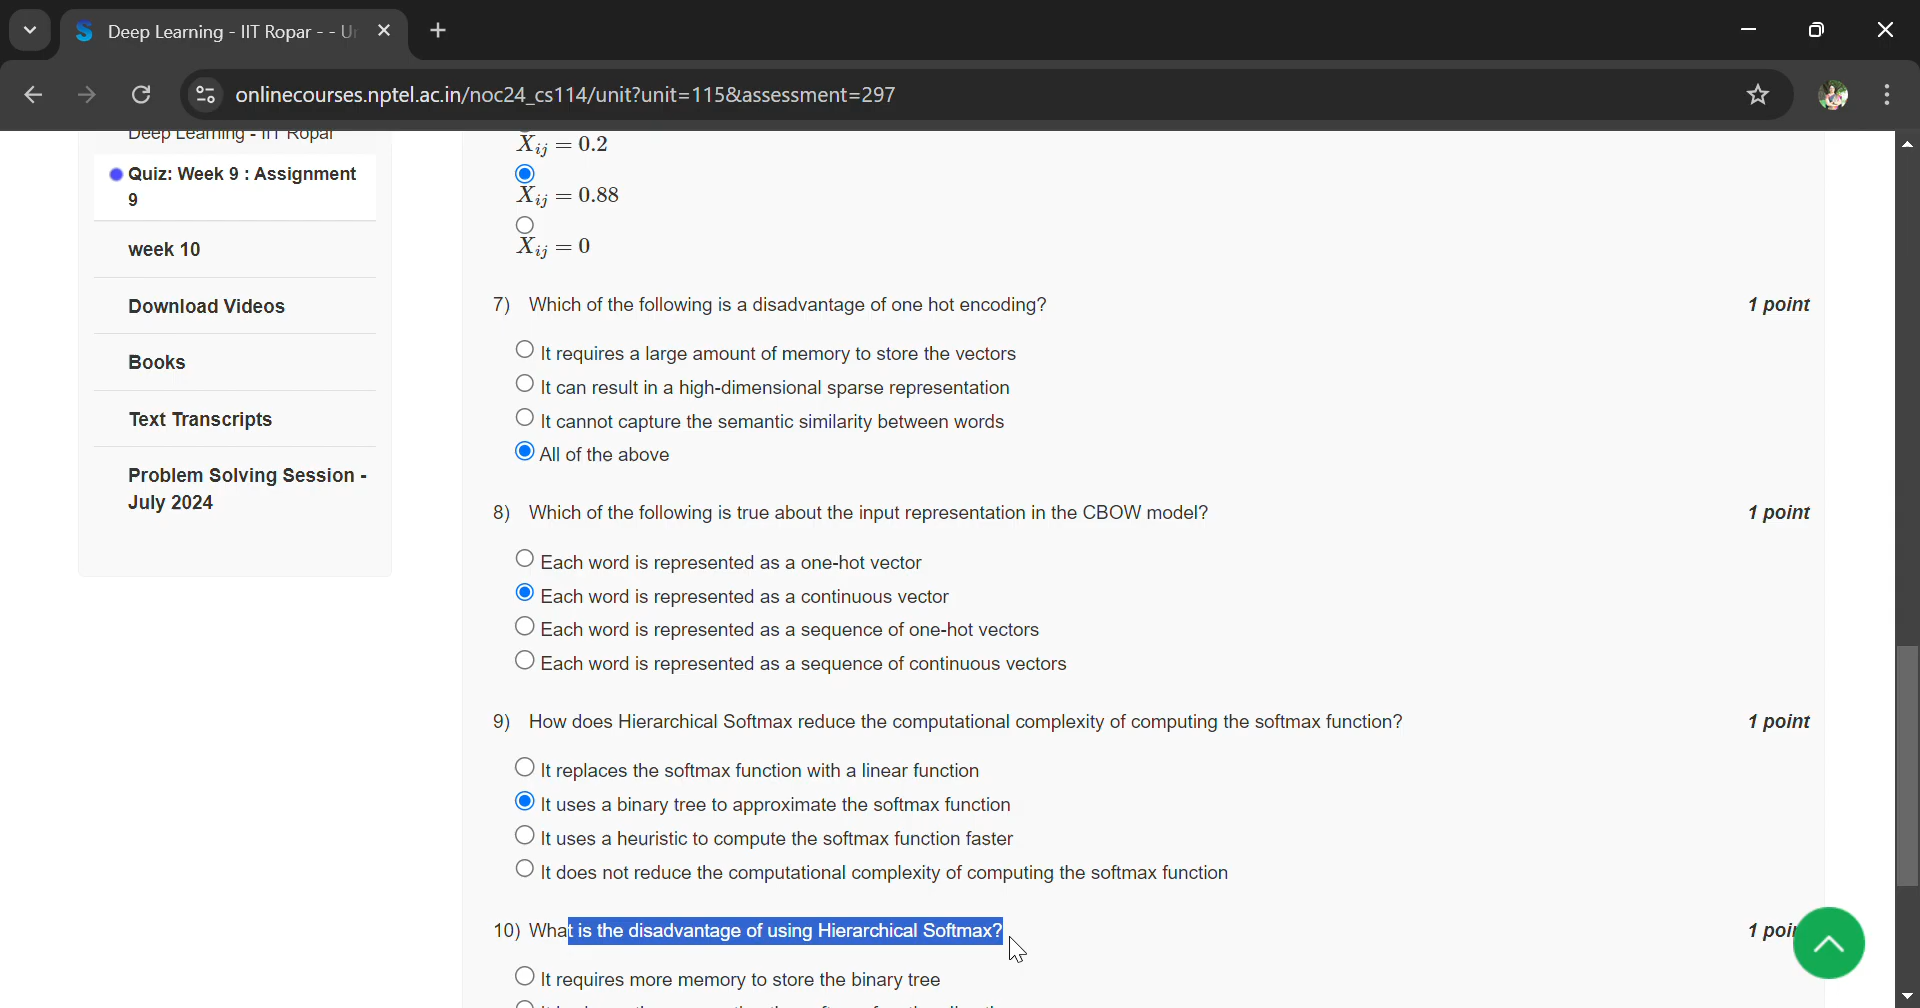 Deep Learning - IIT Ropar - - U
onlinecourses.nptel.ac.in/noc24_cs114/unit?unit=115&assessment=297
Deep Learning - IIT Ropar
Quiz: Week 9 : Assignment
9
week 10
Download Videos
Books
Text Transcripts
Problem Solving Session -
July 2024
X_{ij} = 0.2
X_{ij} = 0.88
X_{ij} = 0
7) Which of the following is a disadvantage of one hot encoding? 1 point
It requires a large amount of memory to store the vectors
It can result in a high-dimensional sparse representation
It cannot capture the semantic similarity between words
All of the above
8) Which of the following is true about the input representation in the CBOW model? 1 point
Each word is represented as a one-hot vector
Each word is represented as a continuous vector
Each word is represented as a sequence of one-hot vectors
Each word is represented as a sequence of continuous vectors
9) How does Hierarchical Softmax reduce the computational complexity of computing the softmax function? 1 point
It replaces the softmax function with a linear function
It uses a binary tree to approximate the softmax function
It uses a heuristic to compute the softmax function faster
It does not reduce the computational complexity of computing the softmax function
10) What is the disadvantage of using Hierarchical Softmax? 1 poi
It requires more memory to store the binary tree